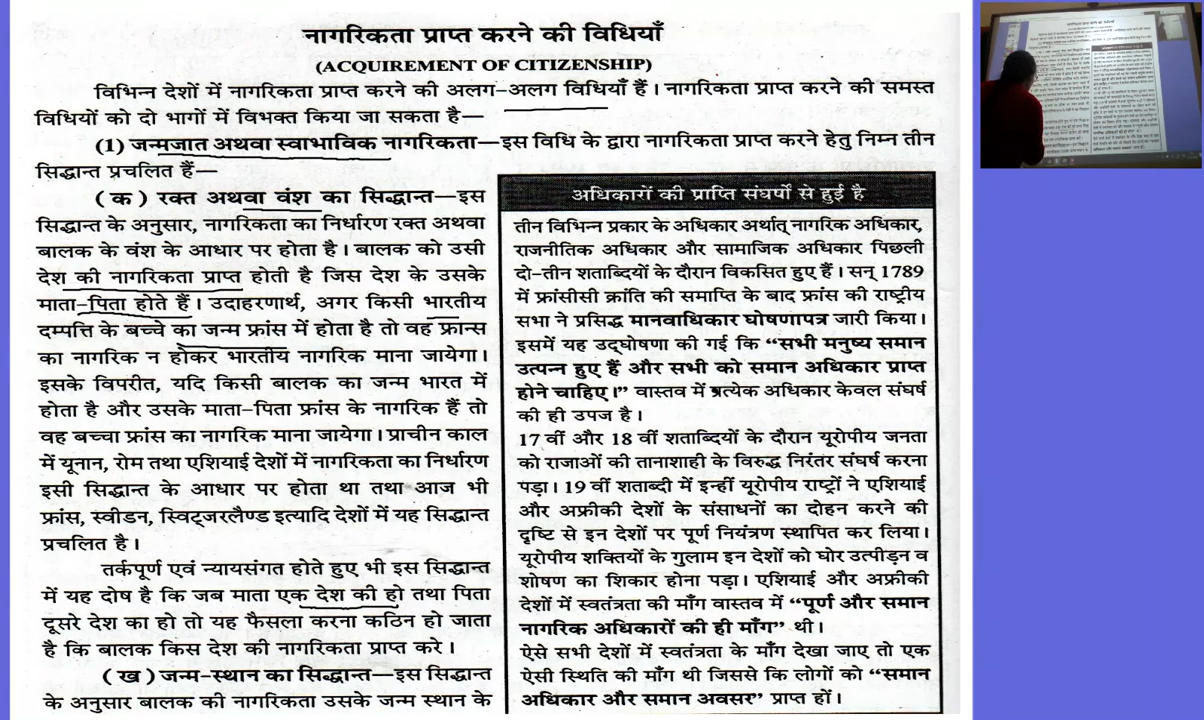 नागरिकता प्राप्त करने की विधियाँ
(ACQUIREMENT OF CITIZENSHIP)
विभिन्न देशों में नागरिकता प्राप्त करने की अलग-अलग विधियाँ हैं। नागरिकता प्राप्त करने की समस्त
विधियों को दो भागों में विभक्त किया जा सकता है—
(1) जन्मजात अथवा स्वाभाविक नागरिकता—इस विधि के द्वारा नागरिकता प्राप्त करने हेतु निम्न तीन
सिद्धान्त प्रचलित हैं—
(क) रक्त अथवा वंश का सिद्धान्त—इस
सिद्धान्त के अनुसार, नागरिकता का निर्धारण रक्त अथवा
बालक के वंश के आधार पर होता है। बालक को उसी
देश की नागरिकता प्राप्त होती है जिस देश के उसके
माता-पिता होते हैं। उदाहरणार्थ, अगर किसी भारतीय
दम्पत्ति के बच्चे का जन्म फ्रांस में होता है तो वह फ्रान्स
का नागरिक न होकर भारतीय नागरिक माना जायेगा।
इसके विपरीत, यदि किसी बालक का जन्म भारत में
होता है और उसके माता-पिता फ्रांस के नागरिक हैं तो
वह बच्चा फ्रांस का नागरिक माना जायेगा। प्राचीन काल
में यूनान, रोम तथा एशियाई देशों में नागरिकता का निर्धारण
इसी सिद्धान्त के आधार पर होता था तथा आज भी
फ्रांस, स्वीडन, स्विट्जरलैण्ड इत्यादि देशों में यह सिद्धान्त
प्रचलित है।
तर्कपूर्ण एवं न्यायसंगत होते हुए भी इस सिद्धान्त
में यह दोष है कि जब माता एक देश की हो तथा पिता
दूसरे देश का हो तो यह फैसला करना कठिन हो जाता
है कि बालक किस देश की नागरिकता प्राप्त करे।
(ख) जन्म-स्थान का सिद्धान्त—इस सिद्धान्त
के अनुसार बालक की नागरिकता उसके जन्म स्थान के
अधिकारों की प्राप्ति संघर्षों से हुई है
तीन विभिन्न प्रकार के अधिकार अर्थात् नागरिक अधिकार,
राजनीतिक अधिकार और सामाजिक अधिकार पिछली
दो-तीन शताब्दियों के दौरान विकसित हुए हैं। सन् 1789
में फ्रांसीसी क्रांति की समाप्ति के बाद फ्रांस की राष्ट्रीय
सभा ने प्रसिद्ध मानवाधिकार घोषणापत्र जारी किया।
इसमें यह उद्घोषणा की गई कि “सभी मनुष्य समान
उत्पन्न हुए हैं और सभी को समान अधिकार प्राप्त
होने चाहिए।” वास्तव में प्रत्येक अधिकार केवल संघर्ष
की ही उपज है।
17 वीं और 18 वीं शताब्दियों के दौरान यूरोपीय जनता
को राजाओं की तानाशाही के विरुद्ध निरंतर संघर्ष करना
पड़ा। 19 वीं शताब्दी में इन्हीं यूरोपीय राष्ट्रों ने एशियाई
और अफ्रीकी देशों के संसाधनों का दोहन करने की
दृष्टि से इन देशों पर पूर्ण नियंत्रण स्थापित कर लिया।
यूरोपीय शक्तियों के गुलाम इन देशों को घोर उत्पीड़न व
शोषण का शिकार होना पड़ा। एशियाई और अफ्रीकी
देशों में स्वतंत्रता की माँग वास्तव में “पूर्ण और समान
नागरिक अधिकारों की ही माँग” थी।
ऐसे सभी देशों में स्वतंत्रता के माँग देखा जाए तो एक
ऐसी स्थिति की माँग थी जिससे कि लोगों को “समान
अधिकार और समान अवसर” प्राप्त हों।